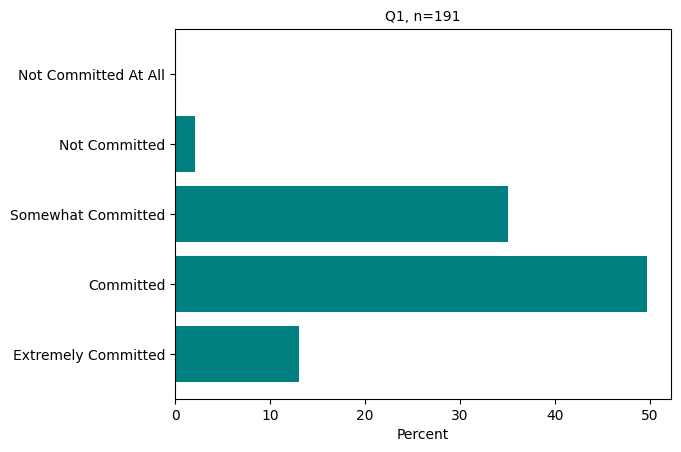 Q1, n=191
Not Committed At All
Not Committed
Somewhat Committed
Committed
Extremely Committed
0 10 20 30 40 50
Percent